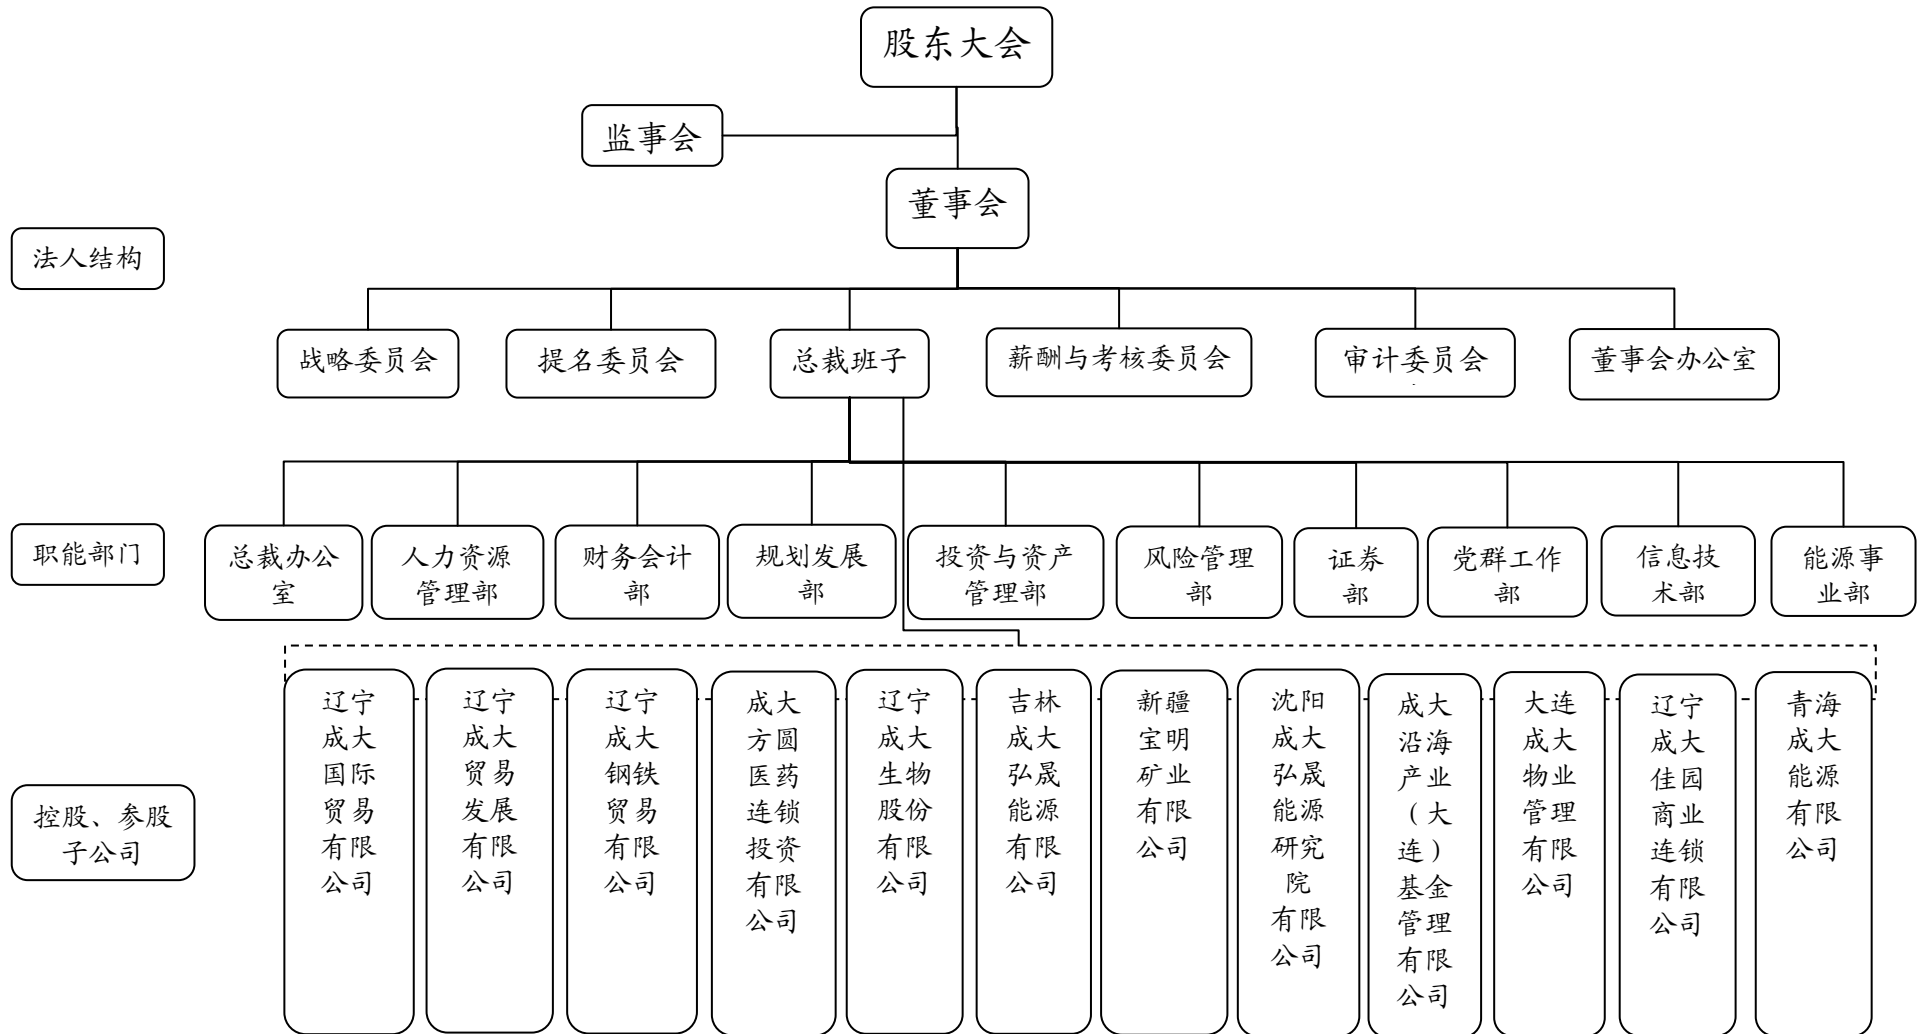 股东大会
监事会
董事会
法人结构
战略委员会
提名委员会
总裁班子
薪酬与考核委员会
审计委员会
董事会办公室
职能部门
总裁办公
室
人力资源
管理部
财务会计
部
规划发展
部
投资与资产
管理部
风险管理
部
证券
部
党群工作
部
信息技
术部
能源事
业部
控股、参股
子公司
辽宁
成大
国际
贸易
有限
公司
辽宁
成大
贸易
发展
有限
公司
辽宁
成大
钢铁
贸易
有限
公司
成大
方圆
医药
连锁
投资
有限
公司
辽宁
成大
生物
股份
有限
公司
吉林
成大
弘晟
能源
有限
公司
新疆
宝明
矿业
有限
公司
沈阳
成大
弘晟
能源
研究
院
有限
公司
成大
沿海
产业
（大
连）
基金
管理
有限
公司
大连
成大
物业
管理
有限
公司
辽宁
成大
佳园
商业
连锁
有限
公司
青海
成大
能源
有限
公司